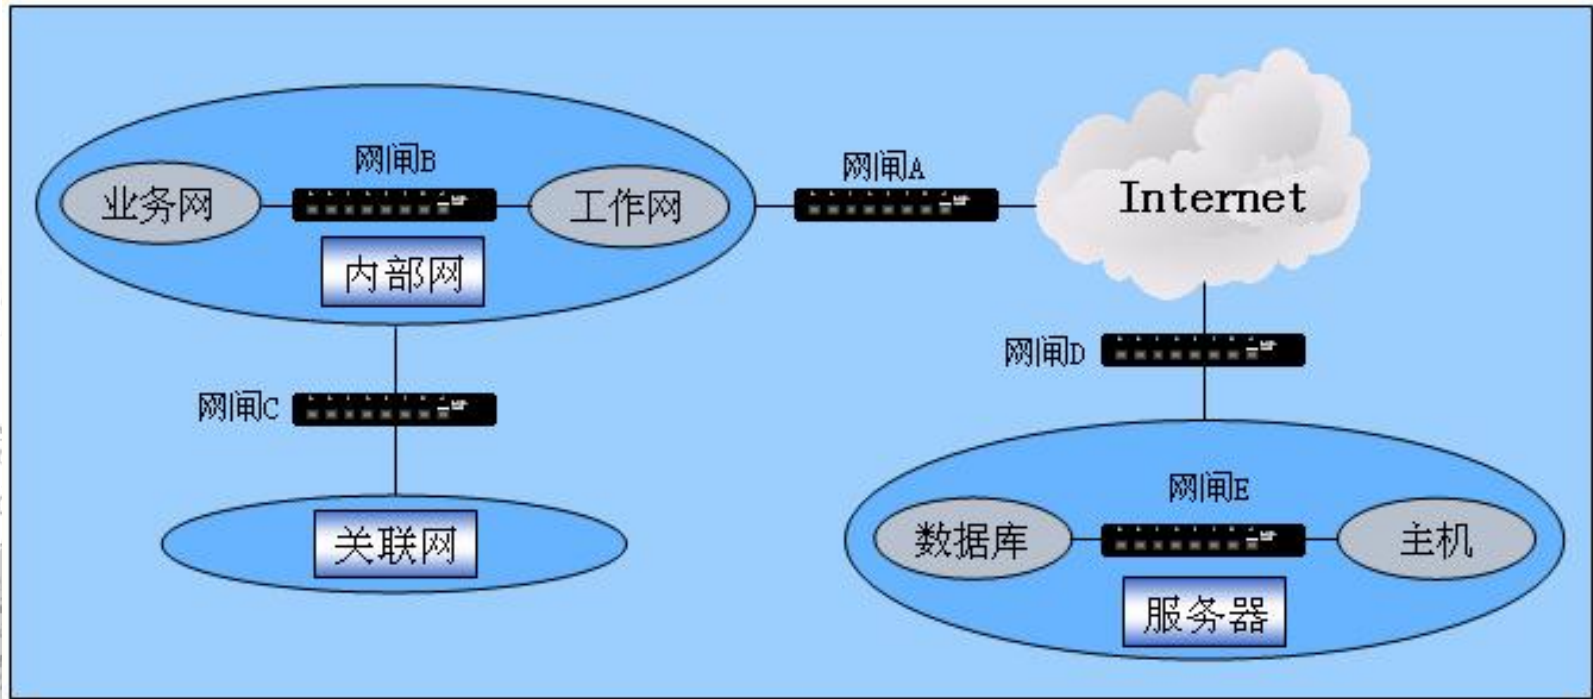 网闸B
网闸A
业务网
工作网
Internet
内部网
网闸D
网闸C
网闸E
关联网
数据库
主机
服务器